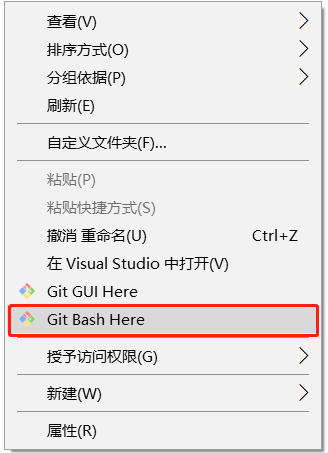 查看(V)
排序方式(O)
分组依据(P)
刷新(E)
自定义文件夹(F)...
粘贴(P)
粘贴快捷方式(S)
撤消 重命名(U) Ctrl+Z
在 Visual Studio 中打开(V)
Git GUI Here
Git Bash Here
授予访问权限(G)
新建(W)
属性(R)